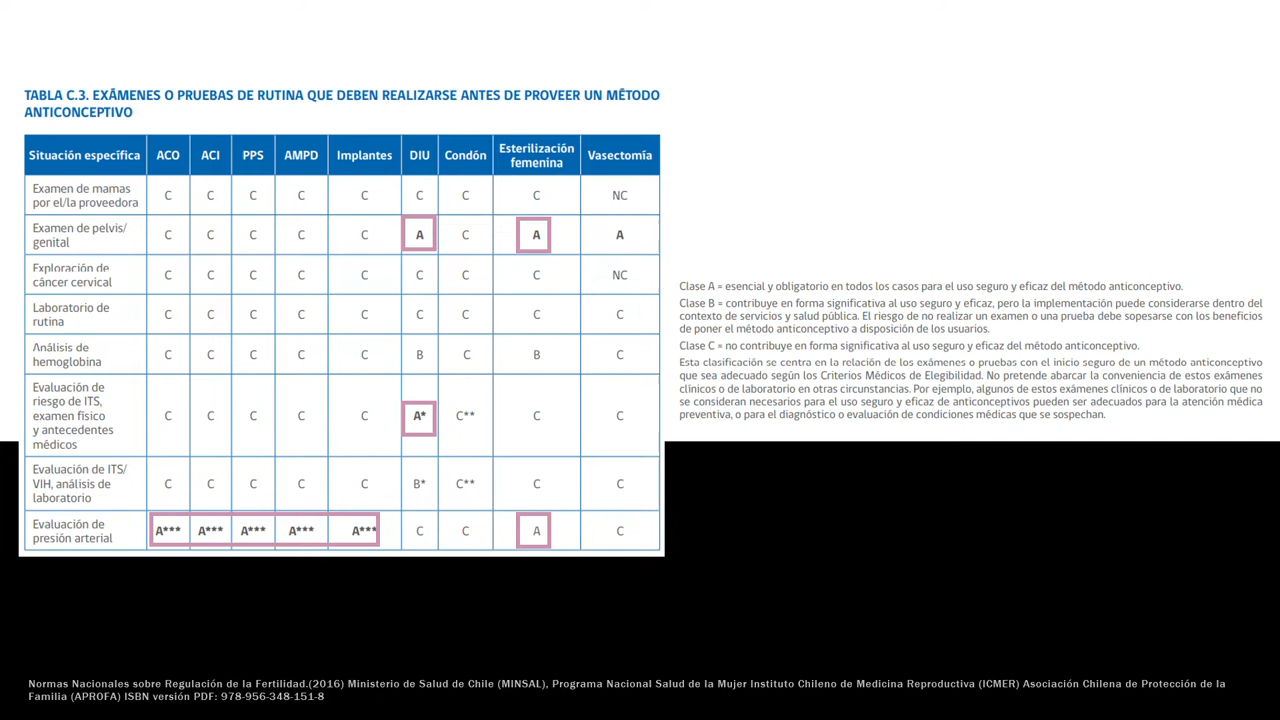 TABLA C.3. EXÁMENES O PRUEBAS DE RUTINA QUE DEBEN REALIZARSE ANTES DE PROVEER UN MÉTODO
ANTICONCEPTIVO
Situación específica ACO ACI PPS AMPD Implantes DIU Condón Esterilización femenina Vasectomía
Examen de mamas
por el/la proveedora C C C C C C C C NC
Examen de pelvis/
genital C C C C C A C A A
Exploración de
cáncer cervical C C C C C C C C NC
Laboratorio de
rutina C C C C C C C C C
Análisis de
hemoglobina C C C C C B C B C
Evaluación de
riesgo de ITS,
examen físico C C C C C A* C** C C
y antecedentes
médicos
Evaluación de ITS/
VIH, análisis de C C C C C B* C** C C
laboratorio
Evaluación de
presión arterial A*** A*** A*** A*** A*** C C A C
Clase A = esencial y obligatorio en todos los casos para el uso seguro y eficaz del método anticonceptivo.
Clase B = contribuye en forma significativa al uso seguro y eficaz, pero la implementación puede considerarse dentro del
contexto de servicios y salud pública. El riesgo de no realizar un examen o una prueba debe sopesarse con los beneficios
de poner el método anticonceptivo a disposición de los usuarios.
Clase C = no contribuye en forma significativa al uso seguro y eficaz del método anticonceptivo.
Esta clasificación se centra en la relación de los exámenes o pruebas con el inicio seguro de un método anticonceptivo
que sea adecuado según los Criterios Médicos de Elegibilidad. No pretende abarcar la conveniencia de estos exámenes
clínicos o de laboratorio en otras circunstancias. Por ejemplo, algunos de estos exámenes clínicos o de laboratorio que no
se consideran necesarios para el uso seguro y eficaz de anticonceptivos pueden ser adecuados para la atención médica
preventiva, o para el diagnóstico o evaluación de condiciones médicas que se sospechan.
Normas Nacionales sobre Regulación de la Fertilidad.(2016) Ministerio de Salud de Chile (MINSAL), Programa Nacional Salud de la Mujer Instituto Chileno de Medicina Reproductiva (ICMER) Asociación Chilena de Protección de la
Familia (APROFA) ISBN versión PDF: 978-956-348-151-8